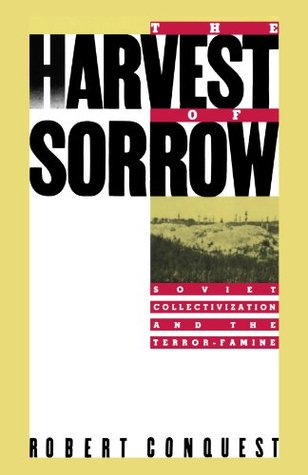 THE
HARVEST
OF
SORROW
SOVIET
COLLECTIVIZATION
AND THE
TERROR-FAMINE
ROBERT CONQUEST